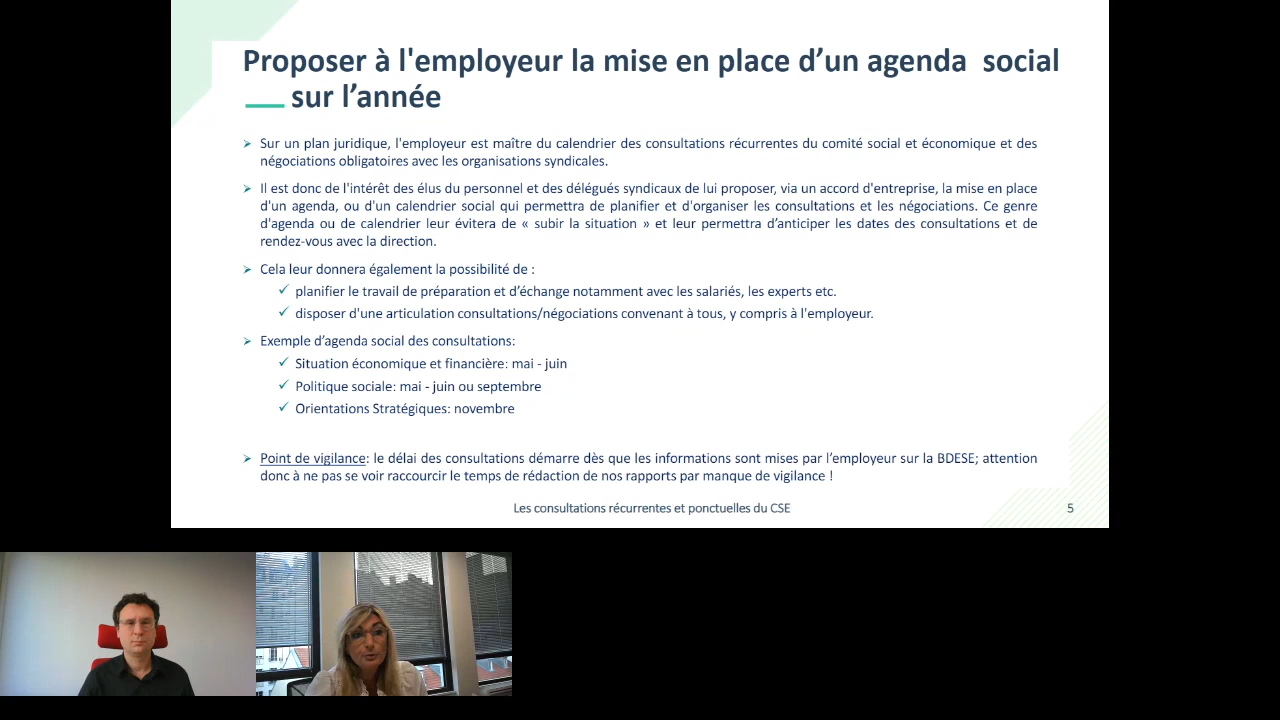 Proposer à l'employeur la mise en place d’un agenda social
sur l’année
Sur un plan juridique, l'employeur est maître du calendrier des consultations récurrentes du comité social et économique et des
négociations obligatoires avec les organisations syndicales.
Il est donc de l'intérêt des élus du personnel et des délégués syndicaux de lui proposer, via un accord d'entreprise, la mise en place
d'un agenda, ou d'un calendrier social qui permettra de planifier et d'organiser les consultations et les négociations. Ce genre
d'agenda ou de calendrier leur évitera de « subir la situation » et leur permettra d’anticiper les dates des consultations et de
rendez-vous avec la direction.
Cela leur donnera également la possibilité de :
planifier le travail de préparation et d’échange notamment avec les salariés, les experts etc.
disposer d'une articulation consultations/négociations convenant à tous, y compris à l'employeur.
Exemple d’agenda social des consultations:
Situation économique et financière: mai - juin
Politique sociale: mai - juin ou septembre
Orientations Stratégiques: novembre
Point de vigilance: le délai des consultations démarre dès que les informations sont mises par l’employeur sur la BDESE; attention
donc à ne pas se voir raccourcir le temps de rédaction de nos rapports par manque de vigilance !
Les consultations récurrentes et ponctuelles du CSE
5